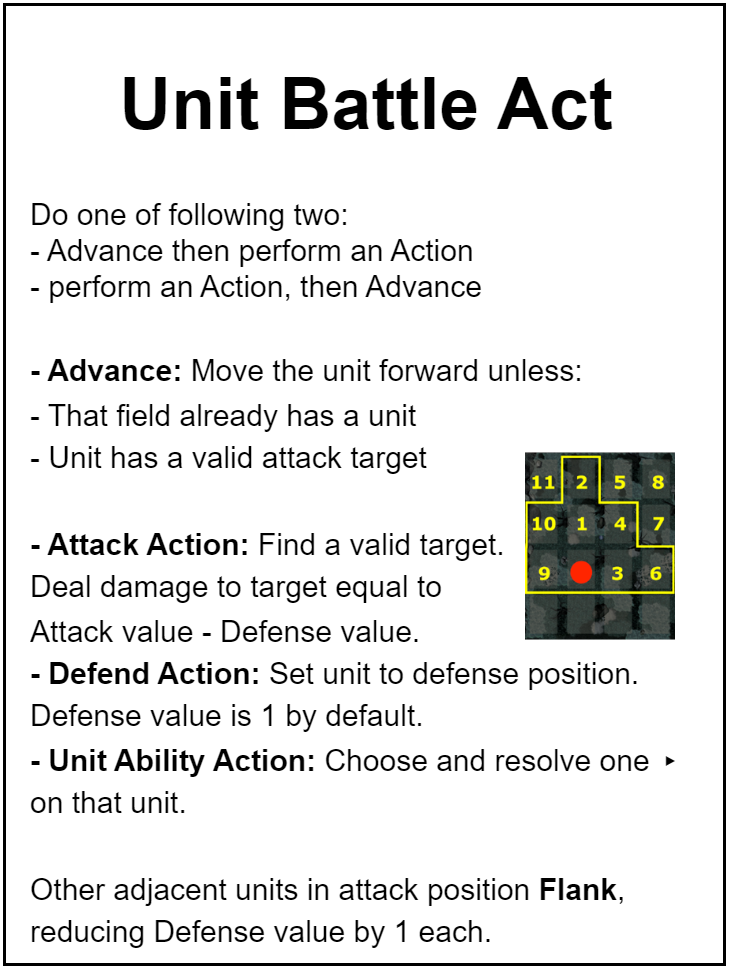 Unit Battle Act
Do one of following two:
- Advance then perform an Action
- perform an Action, then Advance
- Advance: Move the unit forward unless:
- That field already has a unit
- Unit has a valid attack target
- Attack Action: Find a valid target.
Deal damage to target equal to
Attack value - Defense value.
11 2 5 8
10 1 4 7
9 3 6
- Defend Action: Set unit to defense position.
Defense value is 1 by default.
- Unit Ability Action: Choose and resolve one ‣
on that unit.
Other adjacent units in attack position Flank,
reducing Defense value by 1 each.